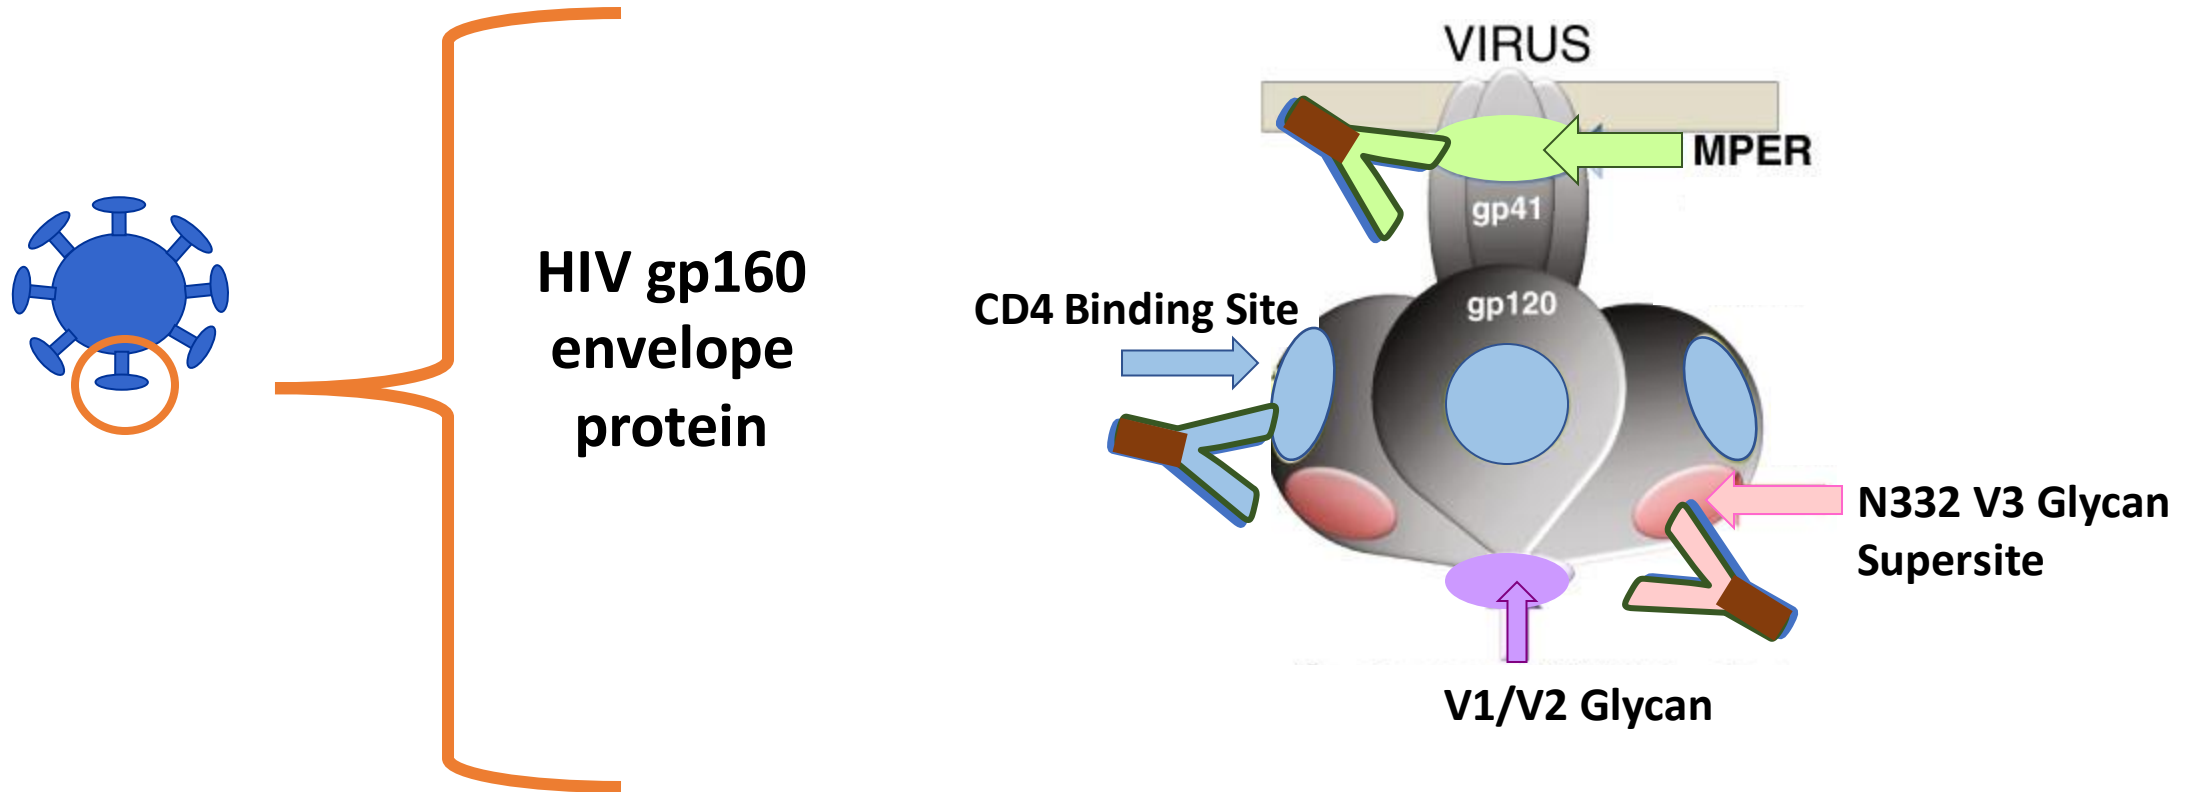 HIV gp160
envelope
protein
VIRUS
MPER
gp41
gp120
CD4 Binding Site
N332 V3 Glycan
Supersite
V1/V2 Glycan